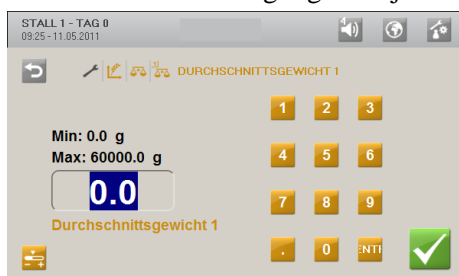 STALL 1 - TAG 0
09:25 - 11.05.2011
DURCHSCHNITTSGEWICHT 1
Min: 0.0 g
Max: 60000.0 g
0.0
Durchschnittsgewicht 1
1 2 3
4 5 6
7 8 9
. 0 ENTE